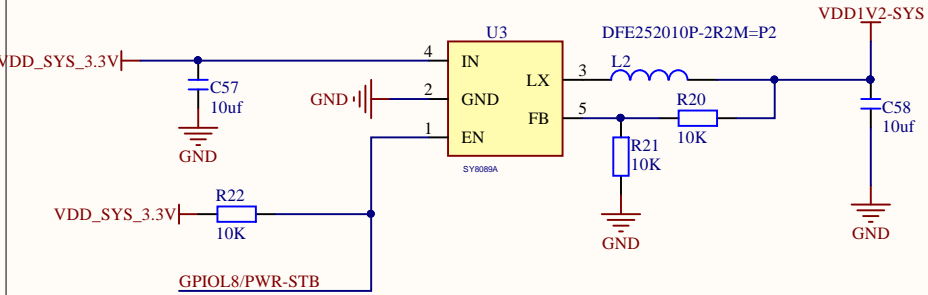 VDD1V2-SYS
U3
DFE252010P-2R2M=P2
VDD_SYS_3.3V
4
IN
LX
3
L2
C57
10uf
GND
2
GND
FB
5
R20
10K
C58
10uf
1
EN
R21
10K
GND
SY8089A
R22
VDD_SYS_3.3V
10K
GND
GND
GPIOL8/PWR-STB